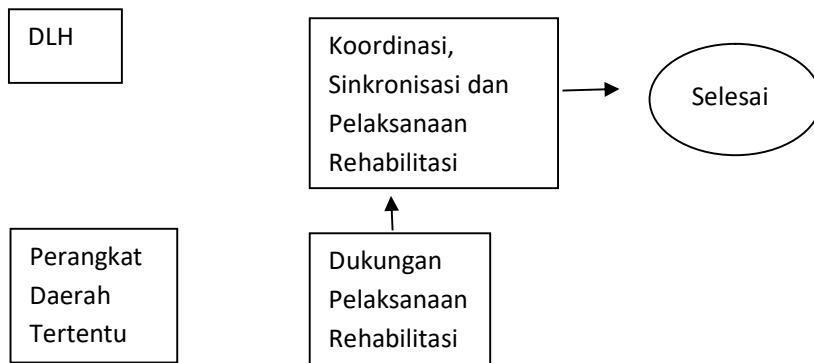 DLH
Koordinasi,
Sinkronisasi dan
Pelaksanaan
Rehabilitasi
Selesai
Perangkat
Daerah
Tertentu
Dukungan
Pelaksanaan
Rehabilitasi